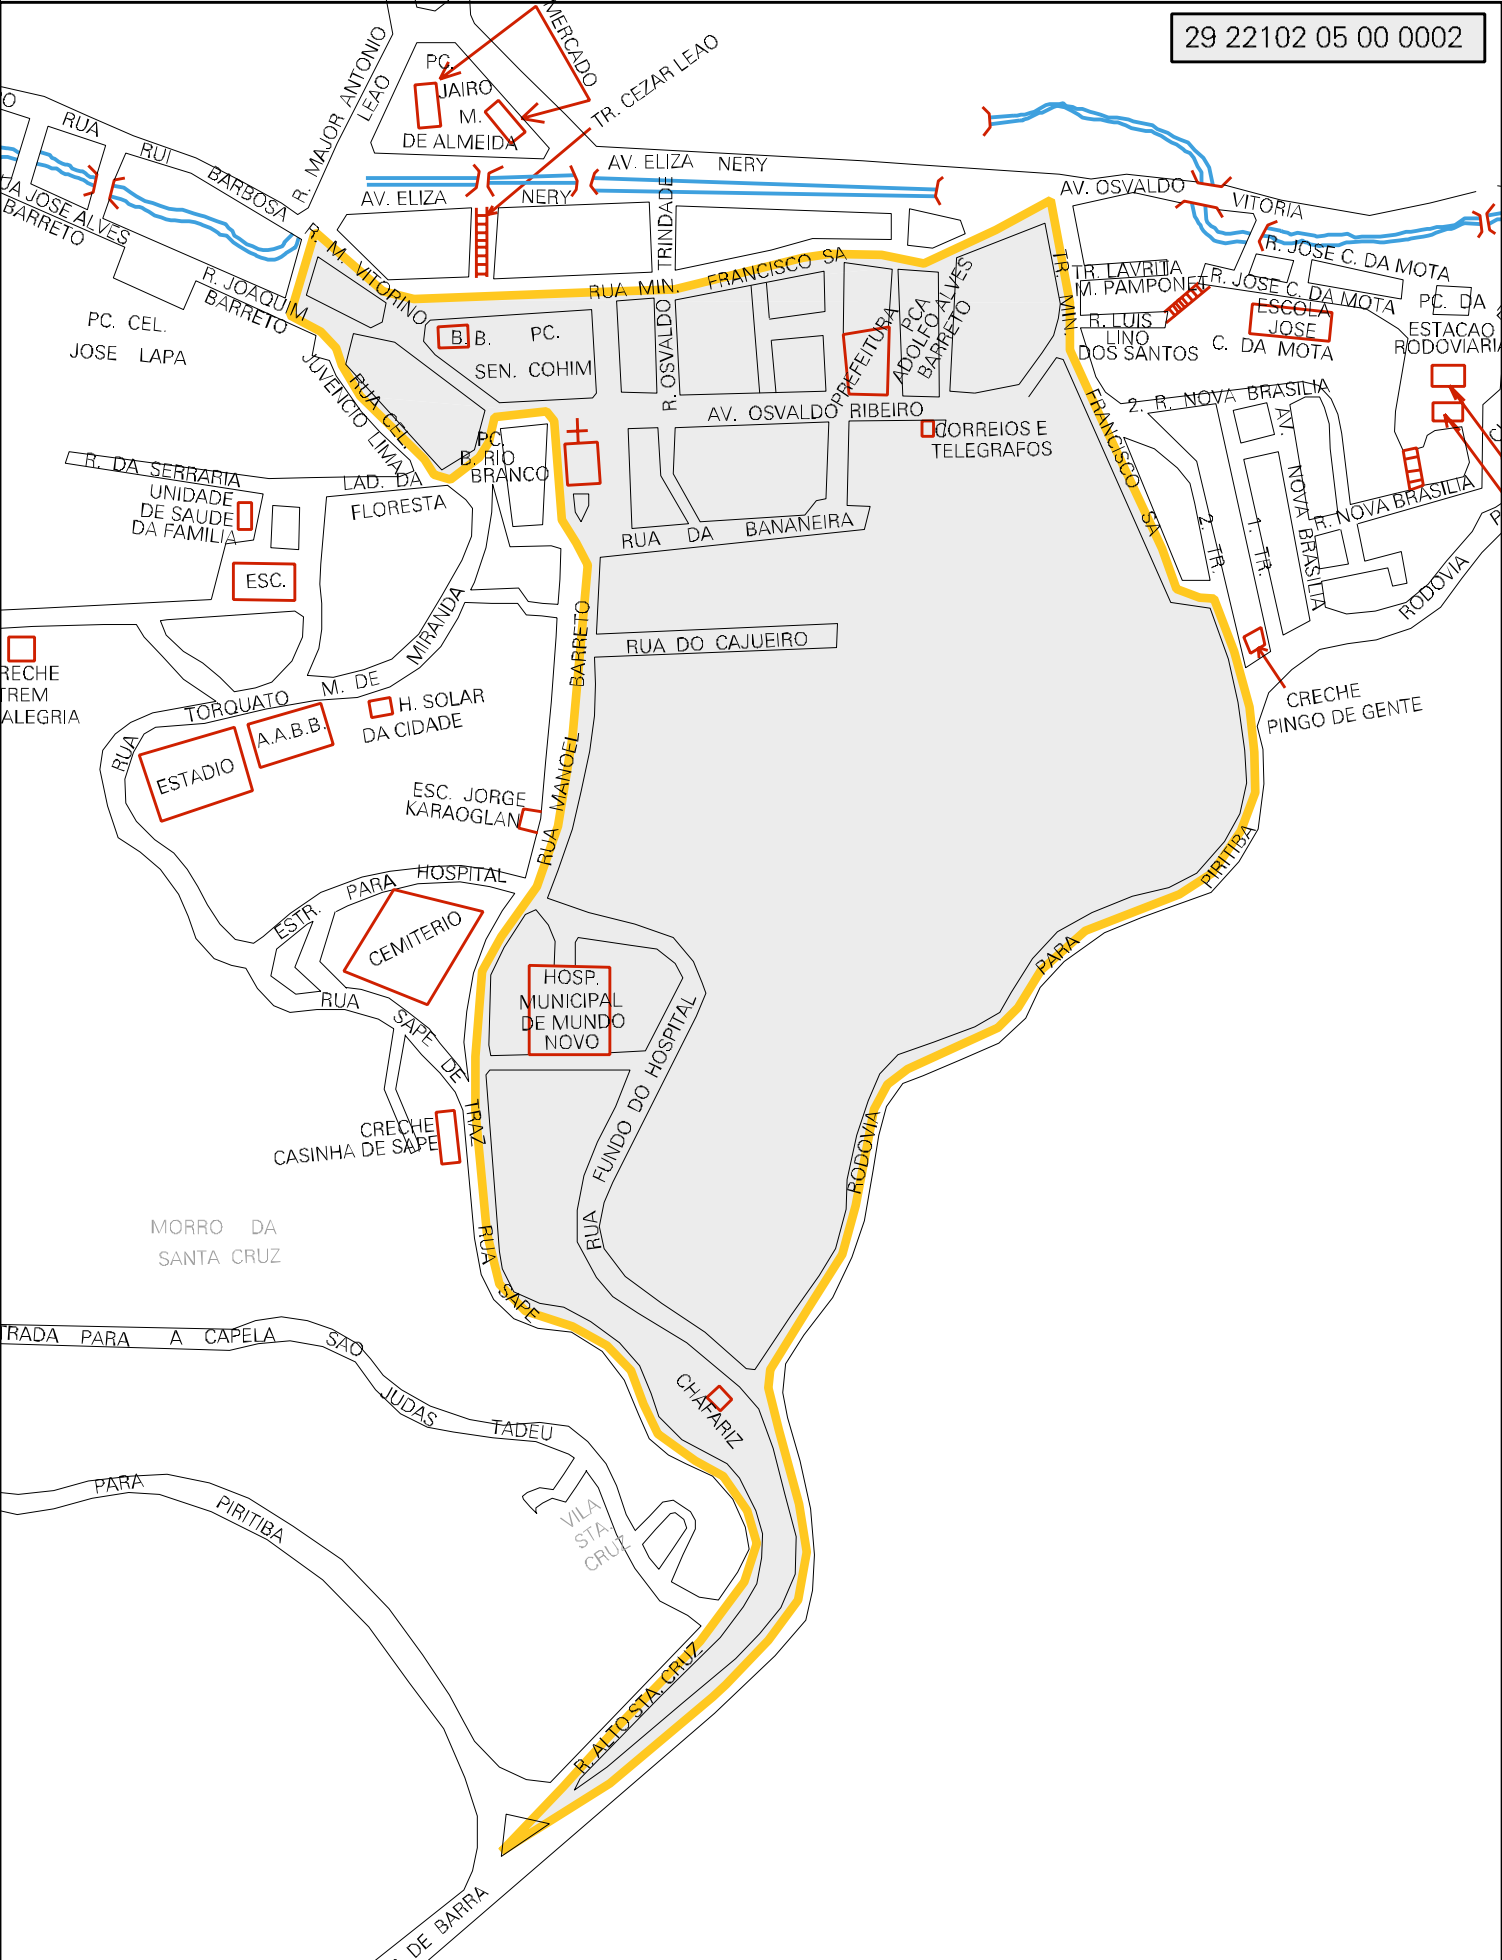 29 22102 05 00 0002
MERCADO
PC.
JAIRO
M.
DE ALMEIDA
TR. CEZAR LEAO
R. MAJOR ANTONIO
LEAO
RUA RUI BARBOSA
AV. ELIZA NERY
AV. ELIZA NERY
AV. OSVALDO VITORIA
UA JOSE ALVES
BARRETO
R. JOAQUIM
BARRETO
R. M. VITORINO
TRINDADE
R. OSVALDO
RUA MIN. FRANCISCO SA
R. JOSE C. DA MOTA
R. JOSE C. DA MOTA
TR. LAVRITIA
M. PAMPONET
R. LUIS
LINO
DOS SANTOS
ESCOLA
JOSE
C. DA MOTA
PC. DA
ESTACAO
RODOVIARIA
PC. CEL.
JOSE LAPA
B. B.
PC.
SEN. COHIM
PREFEITURA
PCA
ADOLFO ALVES
BARRETO
TR. MIN. FRANCISCO SA
JUVENCIO LIMA
RUA CEL.
AV. OSVALDO RIBEIRO
CORREIOS E
TELEGRAFOS
2. R. NOVA BRASILIA
AV. NOVA BRASILIA
R. NOVA BRASILIA
2. TR.
1. TR.
RODOVIA
PC.
B. RIO
BRANCO
R. DA SERRARIA
LAD. DA
FLORESTA
UNIDADE
DE SAUDE
DA FAMILIA
ESC.
RUA DA BANANEIRA
RUA DO CAJUEIRO
RECHE
TREM
ALEGRIA
RUA TORQUATO M. DE MIRANDA
H. SOLAR
DA CIDADE
A.A.B.B.
ESTADIO
CRECHE
PINGO DE GENTE
ESC. JORGE
KARAOGLAN
RUA MANOEL BARRETO
ESTR. PARA HOSPITAL
CEMITERIO
RUA SAPE DE TRAZ
HOSP.
MUNICIPAL
DE MUNDO
NOVO
RUA FUNDO DO HOSPITAL
RODOVIA PARA PIRITIBA
CRECHE
CASINHA DE SAPE
MORRO DA
SANTA CRUZ
RUA SAPE
TRADA PARA A CAPELA SAO JUDAS TADEU
CHAFARIZ
PARA PIRITIBA
VILA
STA.
CRUZ
R. ALTO STA. CRUZ
DE BARRA